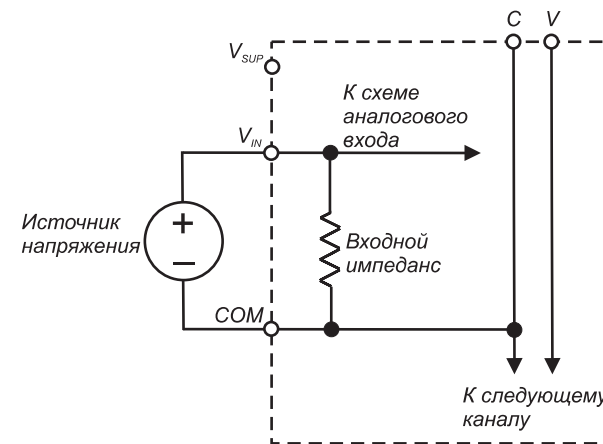 C V
V_SUP
К схеме
аналогового
входа
V_IN
Источник
напряжения
+
−
Входной
импеданс
COM
К следующему
каналу